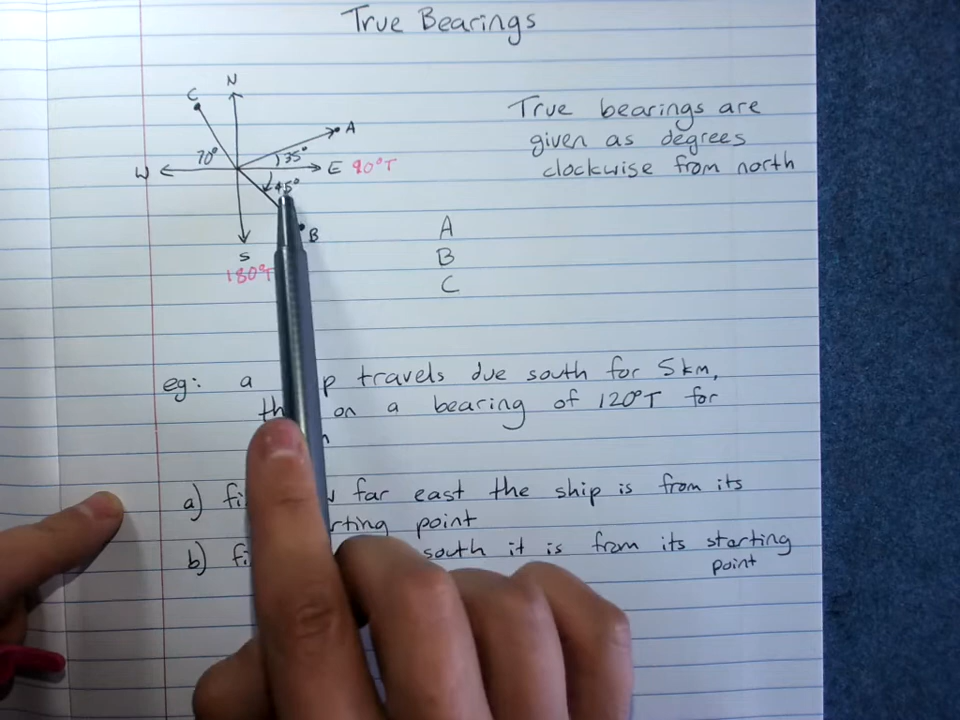 True Bearings
C
N
A
70°
35°
W
E 90°T
45°
B
S
180°T
True bearings are
given as degrees
clockwise from north
A
B
C
eg: a travels due south for 5km,
on a bearing of 120°T for
a) far east the ship is from its
point
b) south it is from its starting
point